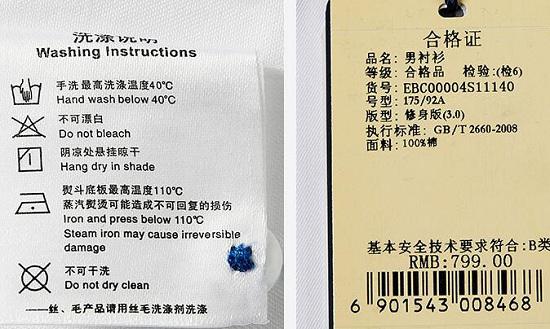 洗涤说明
Washing Instructions
手洗 最高洗涤温度40℃
Hand wash below 40℃
不可漂白
Do not bleach
阴凉处悬挂晾干
Hang dry in shade
熨斗底板最高温度110℃
蒸汽熨烫可能造成不可回复的损伤
Iron and press below 110℃
Steam iron may cause irreversible
damage
不可干洗
Do not dry clean
丝、毛产品请用丝毛洗涤剂洗涤
合格证
品名: 男衬衫
等级: 合格品 检验:(检6)
货号: EBC00004S11140
号型: 175/92A
版型: 修身版(3.0)
执行标准: GB/T 2660-2008
面料: 100%棉
基本安全技术要求符合:B类
RMB:799.00
6 901543 008468